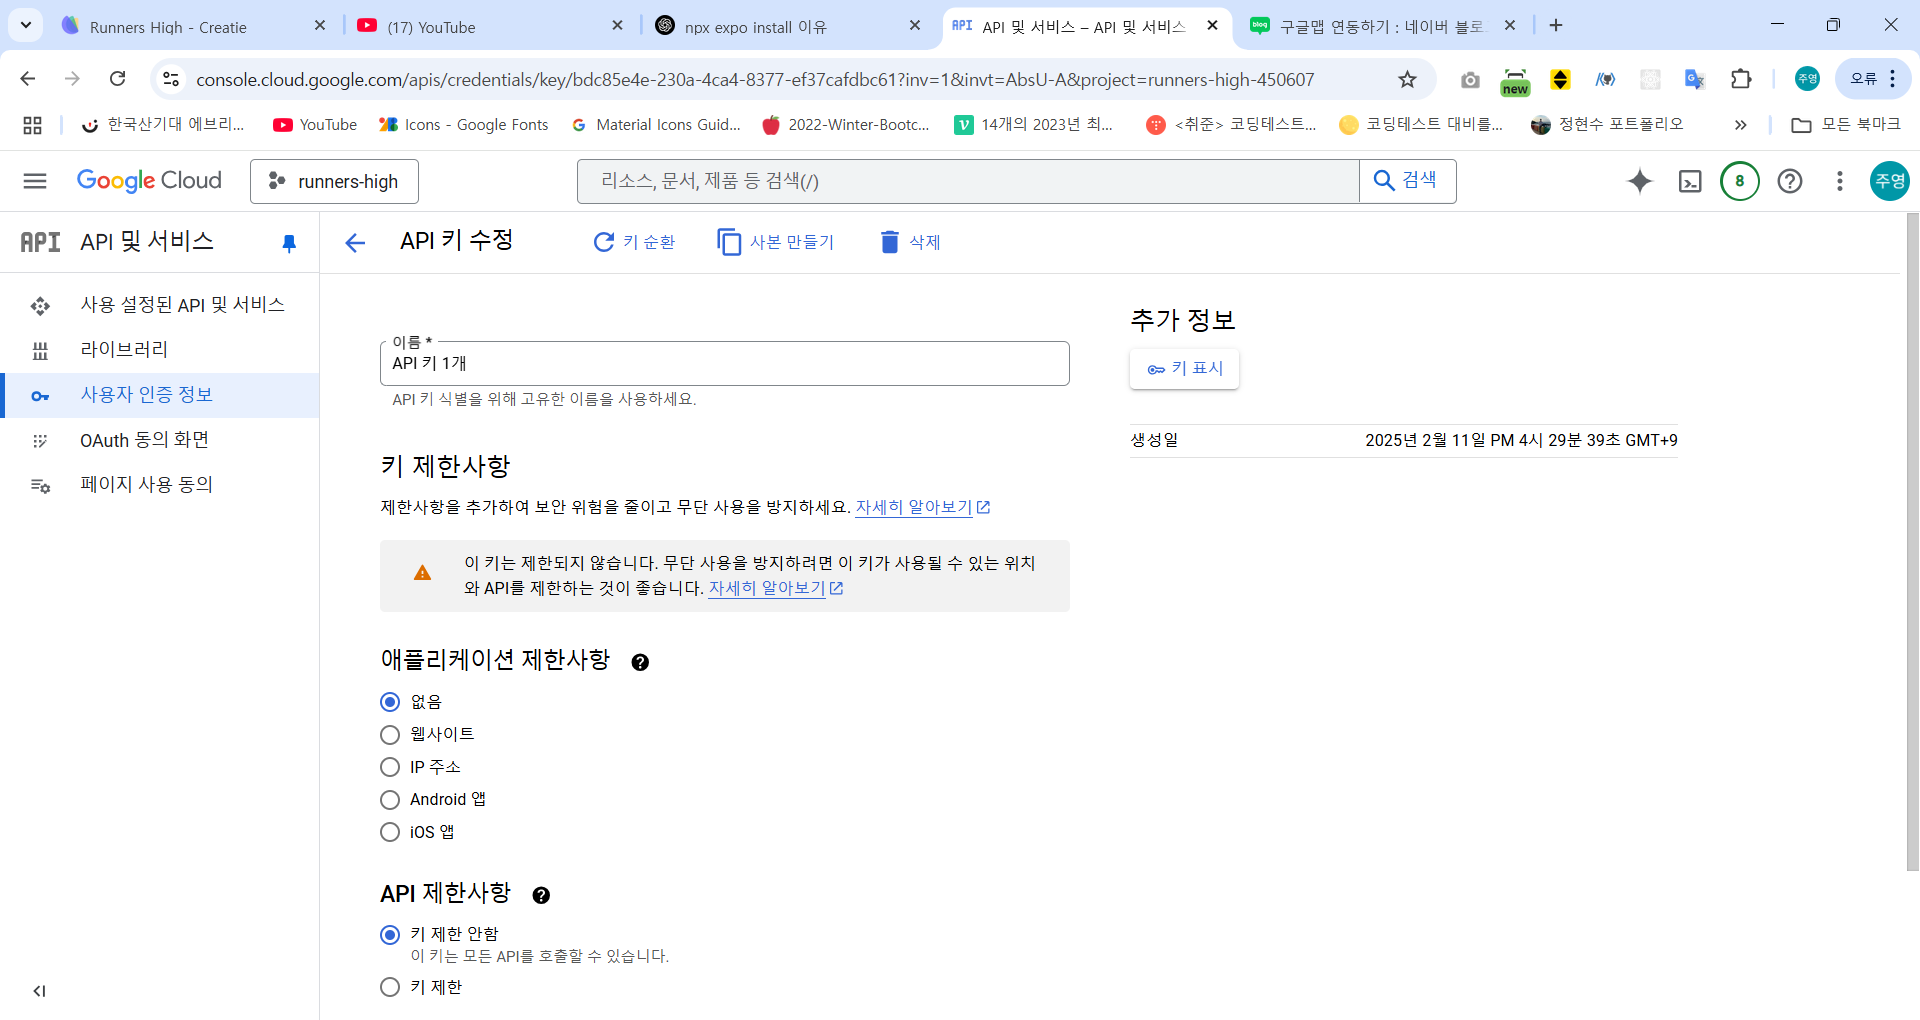 Runners High - Creatie
(17) YouTube
npx expo install 이유
API
API 및 서비스 – API 및 서비스
blog
구글맵 연동하기 : 네이버 블로
console.cloud.google.com/apis/credentials/key/bdc85e4e-230a-4ca4-8377-ef37cafdbc61?inv=1&invt=AbsU-A&project=runners-high-450607
new
주영
오류
한국산기대 에브리...
YouTube
Icons - Google Fonts
Material Icons Guid...
2022-Winter-Bootc...
14개의 2023년 최...
<취준> 코딩테스트...
코딩테스트 대비를...
정현수 포트폴리오
모든 북마크
Google Cloud
runners-high
리소스, 문서, 제품 등 검색(/)
검색
8
주영
API
API 및 서비스
API 키 수정
키 순환
사본 만들기
삭제
사용 설정된 API 및 서비스
라이브러리
사용자 인증 정보
OAuth 동의 화면
페이지 사용 동의
이름 *
API 키 1개
API 키 식별을 위해 고유한 이름을 사용하세요.
키 제한사항
제한사항을 추가하여 보안 위험을 줄이고 무단 사용을 방지하세요. 자세히 알아보기
이 키는 제한되지 않습니다. 무단 사용을 방지하려면 이 키가 사용될 수 있는 위치
와 API를 제한하는 것이 좋습니다. 자세히 알아보기
애플리케이션 제한사항
없음
웹사이트
IP 주소
Android 앱
iOS 앱
API 제한사항
키 제한 안함
이 키는 모든 API를 호출할 수 있습니다.
키 제한
추가 정보
키 표시
생성일
2025년 2월 11일 PM 4시 29분 39초 GMT+9